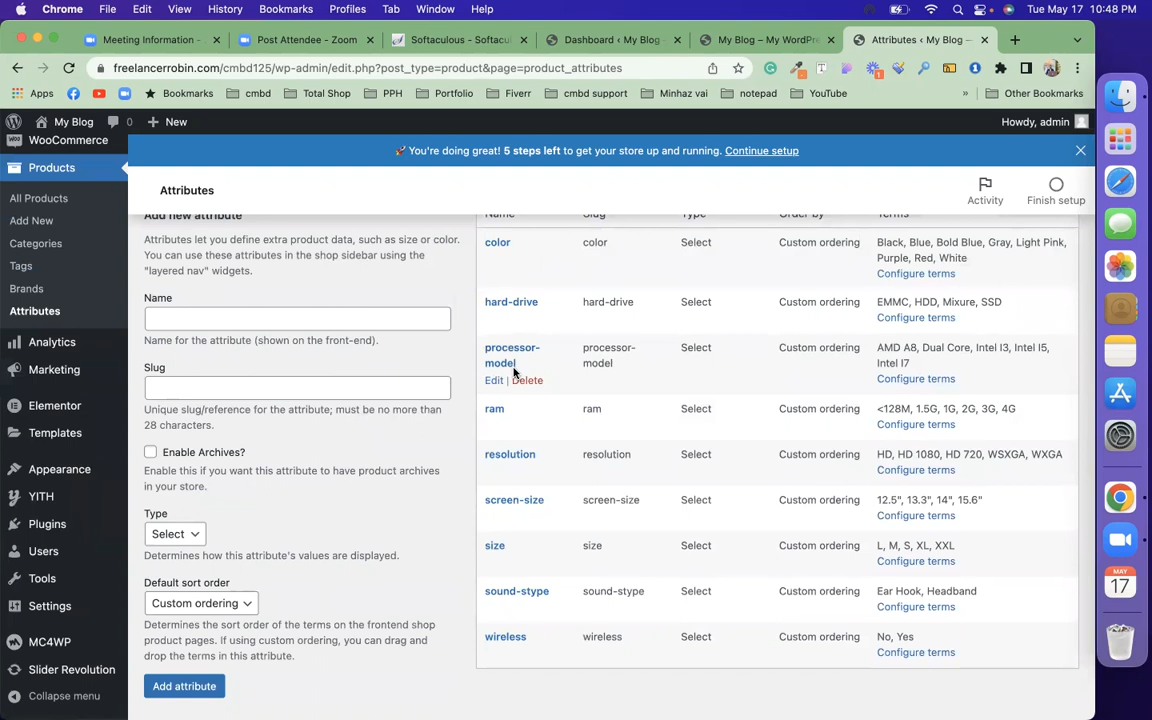 Chrome File Edit View History Bookmarks Profiles Tab Window Help Tue May 17 10:48 PM
Meeting Information - Post Attendee - Zoom Softaculous - Softacul Dashboard ‹ My Blog - My Blog – My WordPre Attributes ‹ My Blog —
freelancerrobin.com/cmbd125/wp-admin/edit.php?post_type=product&page=product_attributes
Apps Bookmarks cmbd Total Shop PPH Portfolio Fiverr cmbd support Minhaz vai notepad YouTube » Other Bookmarks
My Blog 0 + New Howdy, admin
WooCommerce
Products
All Products
Add New
Categories
Tags
Brands
Attributes
Analytics
Marketing
Elementor
Templates
Appearance
YITH
Plugins
Users
Tools
Settings
MC4WP
Slider Revolution
Collapse menu
You're doing great! 5 steps left to get your store up and running. Continue setup
Attributes
Activity
Finish setup
Add new attribute
Attributes let you define extra product data, such as size or color.
You can use these attributes in the shop sidebar using the
"layered nav" widgets.
Name
Name for the attribute (shown on the front-end).
Slug
Unique slug/reference for the attribute; must be no more than
28 characters.
Enable Archives?
Enable this if you want this attribute to have product archives
in your store.
Type
Select
Determines how this attribute's values are displayed.
Default sort order
Custom ordering
Determines the sort order of the terms on the frontend shop
product pages. If using custom ordering, you can drag and
drop the terms in this attribute.
Add attribute
Name Slug Type Order by Terms
color color Select Custom ordering Black, Blue, Bold Blue, Gray, Light Pink,
Purple, Red, White
Configure terms
hard-drive hard-drive Select Custom ordering EMMC, HDD, Mixure, SSD
Configure terms
processor- processor- Select Custom ordering AMD A8, Dual Core, Intel I3, Intel I5,
model model Intel I7
Edit | Delete Configure terms
ram ram Select Custom ordering <128M, 1.5G, 1G, 2G, 3G, 4G
Configure terms
resolution resolution Select Custom ordering HD, HD 1080, HD 720, WSXGA, WXGA
Configure terms
screen-size screen-size Select Custom ordering 12.5", 13.3", 14", 15.6"
Configure terms
size size Select Custom ordering L, M, S, XL, XXL
Configure terms
sound-stype sound-stype Select Custom ordering Ear Hook, Headband
Configure terms
wireless wireless Select Custom ordering No, Yes
Configure terms
MAY
17